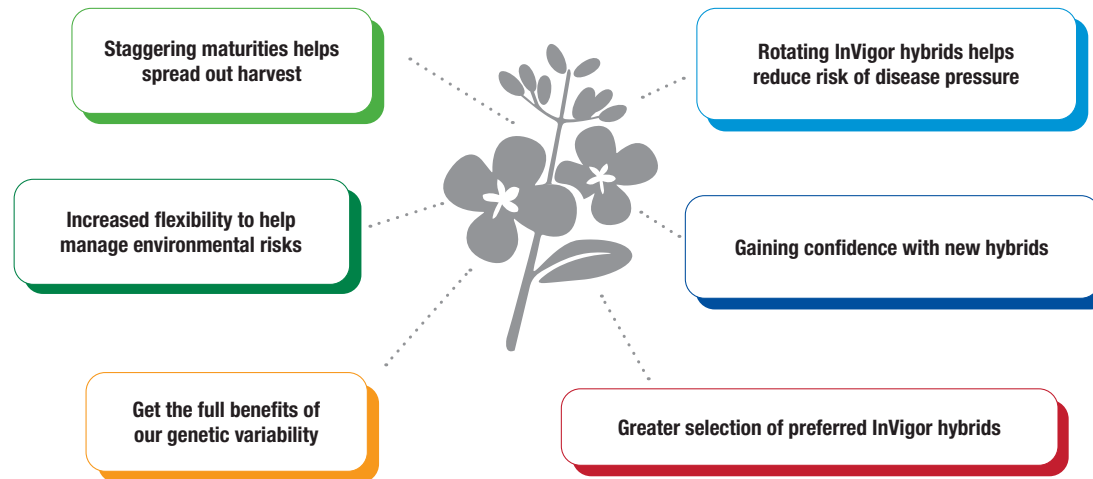 Staggering maturities helps
spread out harvest
Rotating InVigor hybrids helps
reduce risk of disease pressure
Increased flexibility to help
manage environmental risks
Gaining confidence with new hybrids
Get the full benefits of
our genetic variability
Greater selection of preferred InVigor hybrids